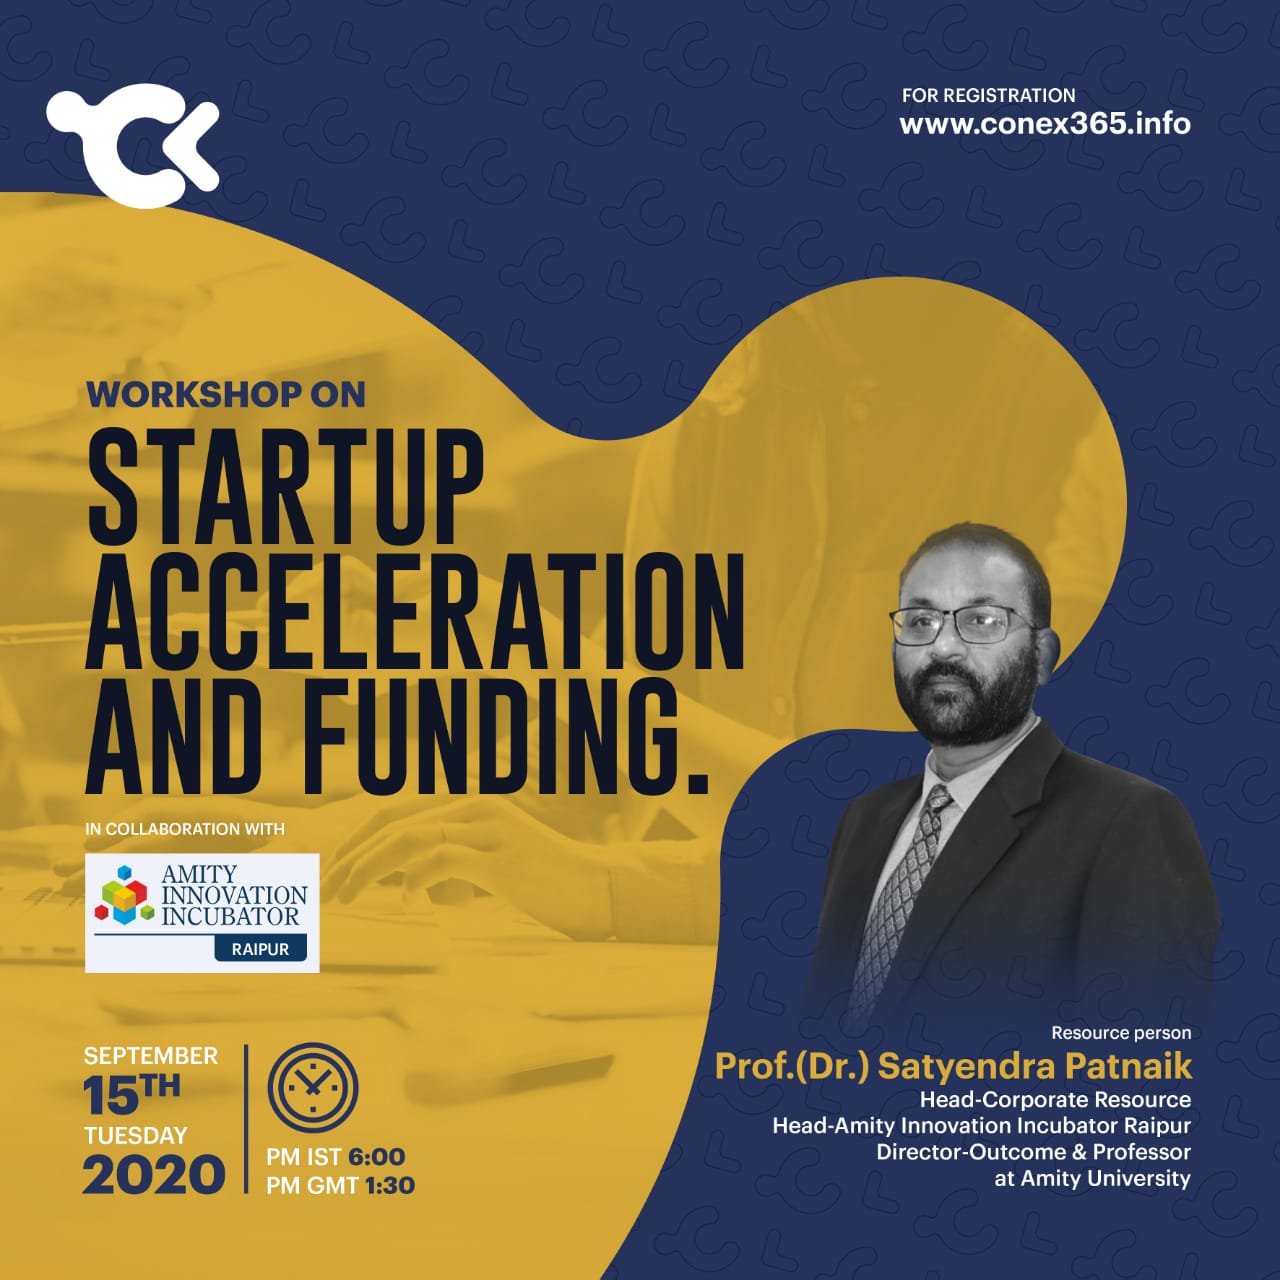 FOR REGISTRATION
www.conex365.info
WORKSHOP ON
STARTUP
ACCELERATION
AND FUNDING.
IN COLLABORATION WITH
AMITY
INNOVATION
INCUBATOR
RAIPUR
SEPTEMBER
15TH
TUESDAY
2020
PM IST 6:00
PM GMT 1:30
Resource person
Prof.(Dr.) Satyendra Patnaik
Head-Corporate Resource
Head-Amity Innovation Incubator Raipur
Director-Outcome & Professor
at Amity University